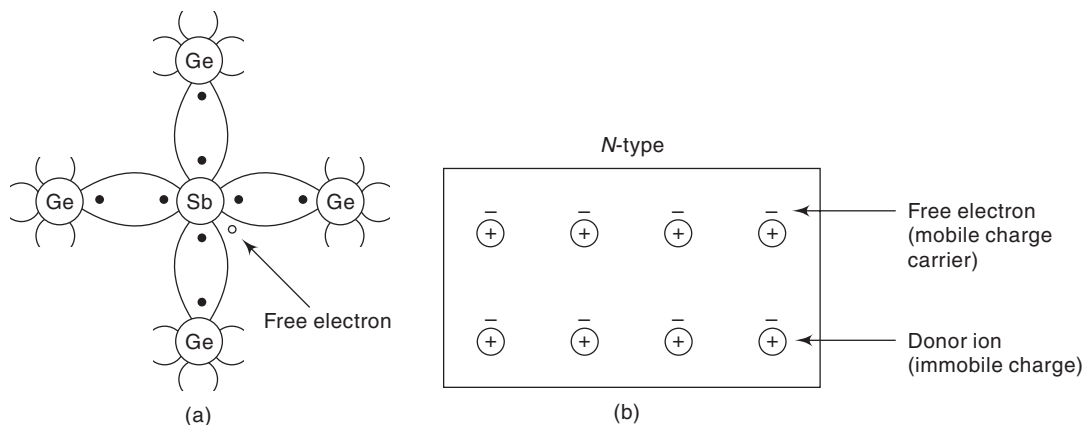 Ge
Ge
Sb
Ge
Free electron
Ge
(a)
N-type
− − − −
+ + + +
− − − −
+ + + +
Free electron
(mobile charge
carrier)
Donor ion
(immobile charge)
(b)